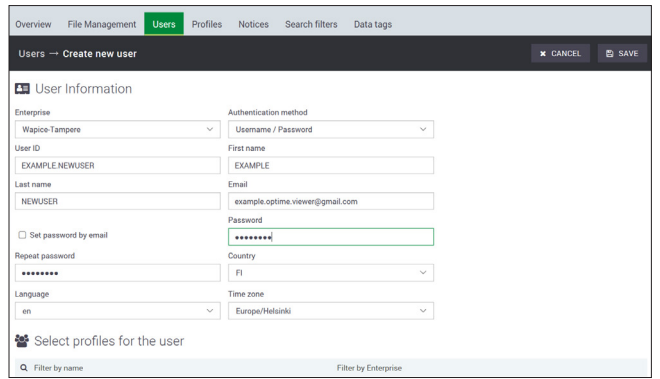 Overview File Management Users Profiles Notices Search filters Data tags
Users → Create new user CANCEL SAVE
User Information
Enterprise Authentication method
Wapice-Tampere Username / Password
User ID First name
EXAMPLE.NEWUSER EXAMPLE
Last name Email
NEWUSER example.optime.viewer@gmail.com
Password
Set password by email ●●●●●●●●
Repeat password Country
●●●●●●●● FI
Language Time zone
en Europe/Helsinki
Select profiles for the user
Filter by name Filter by Enterprise